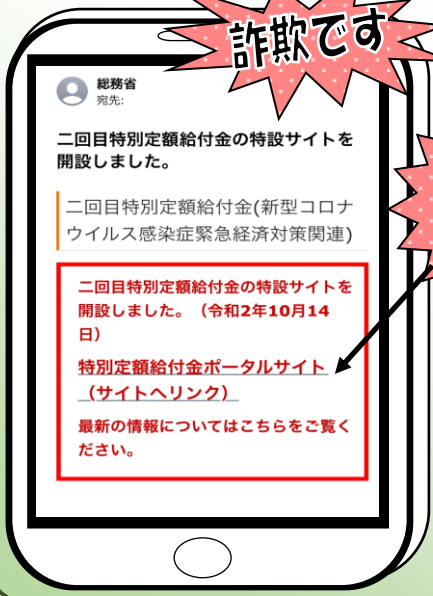 詐欺です
総務省
宛先:
二回目特別定額給付金の特設サイトを
開設しました。
二回目特別定額給付金(新型コロナ
ウイルス感染症緊急経済対策関連)
二回目特別定額給付金の特設サイトを
開設しました。（令和2年10月14
日）
特別定額給付金ポータルサイト
（サイトへリンク）
最新の情報についてはこちらをご覧く
ださい。